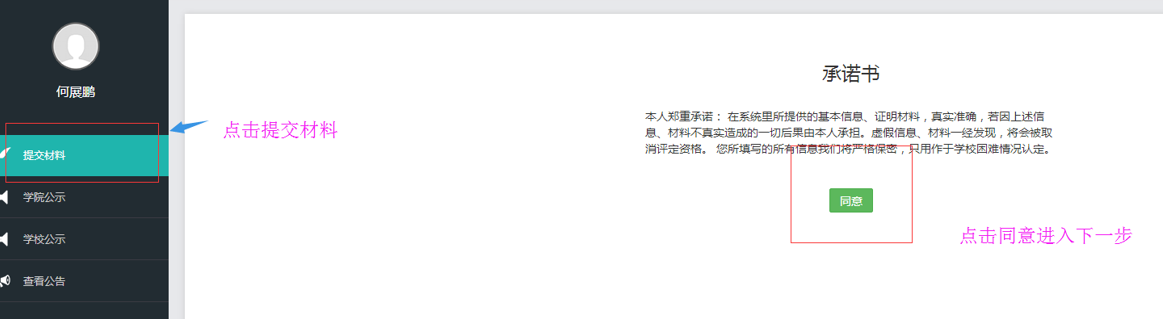 何展鹏
提交材料
学院公示
学校公示
查看公告
点击提交材料
承诺书
本人郑重承诺： 在系统里所提供的基本信息、证明材料，真实准确，若因上述信
息、材料不真实造成的一切后果由本人承担。虚假信息、材料一经发现，将会被取
消评定资格。 您所填写的所有信息我们将严格保密，只用作于学校困难情况认定。
同意
点击同意进入下一步